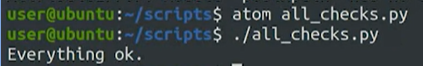 user@ubuntu:~/scripts$ atom all_checks.py
user@ubuntu:~/scripts$ ./all_checks.py
Everything ok.